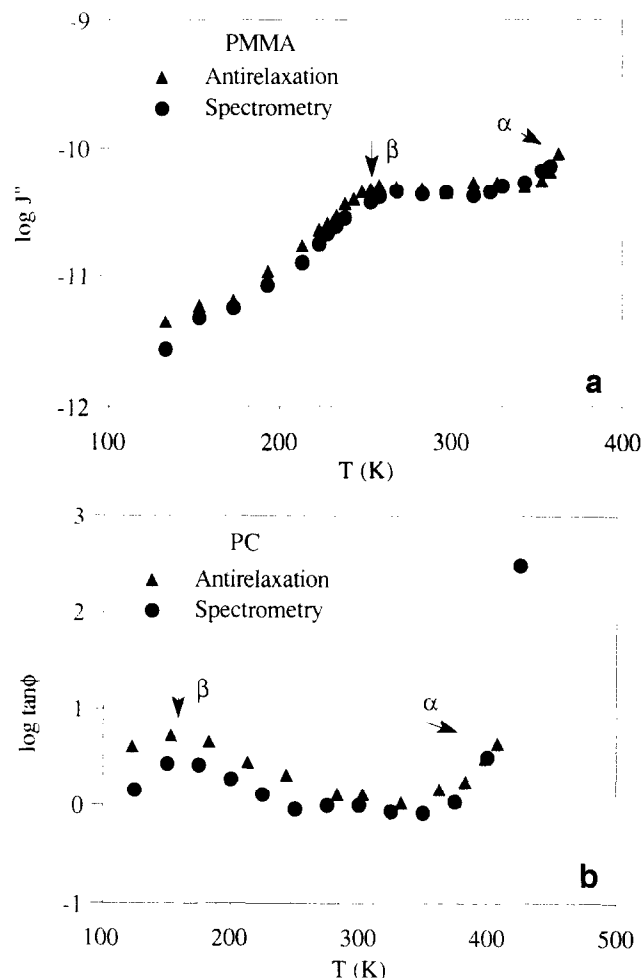 -9
PMMA
▲ Antirelaxation
● Spectrometry
α
-10
β
log J"
-11
a
-12
100 200 300 400
T (K)
3
PC
▲ Antirelaxation
● Spectrometry
2
β
α
1
log tanϕ
0
b
-1
100 200 300 400 500
T (K)